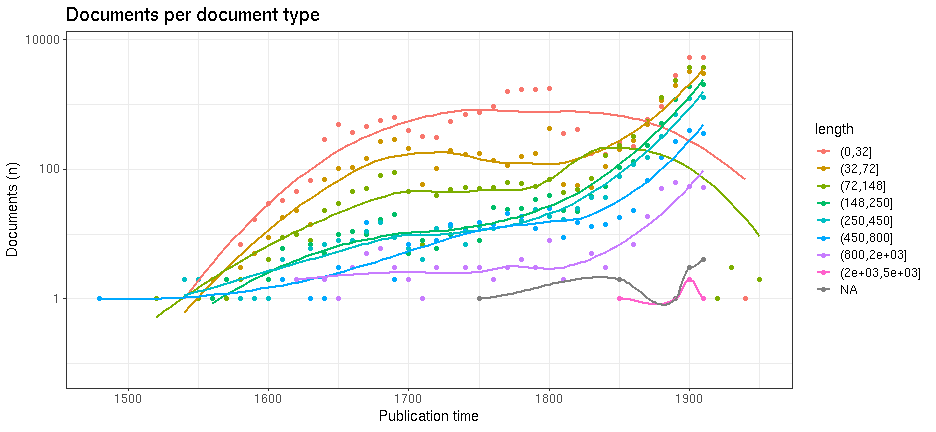 Documents per document type
10000
100
1
Documents (n)
1500
1600
1700
1800
1900
Publication time
length
(0,32]
(32,72]
(72,148]
(148,250]
(250,450]
(450,800]
(800,2e+03]
(2e+03,5e+03]
NA